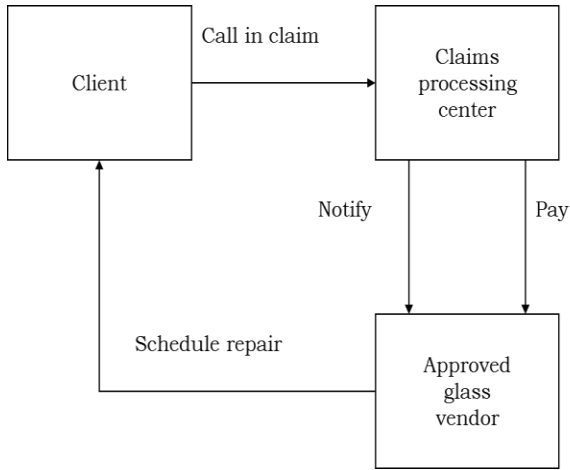 Call in claim
Client
Claims
processing
center
Notify
Pay
Schedule repair
Approved
glass
vendor